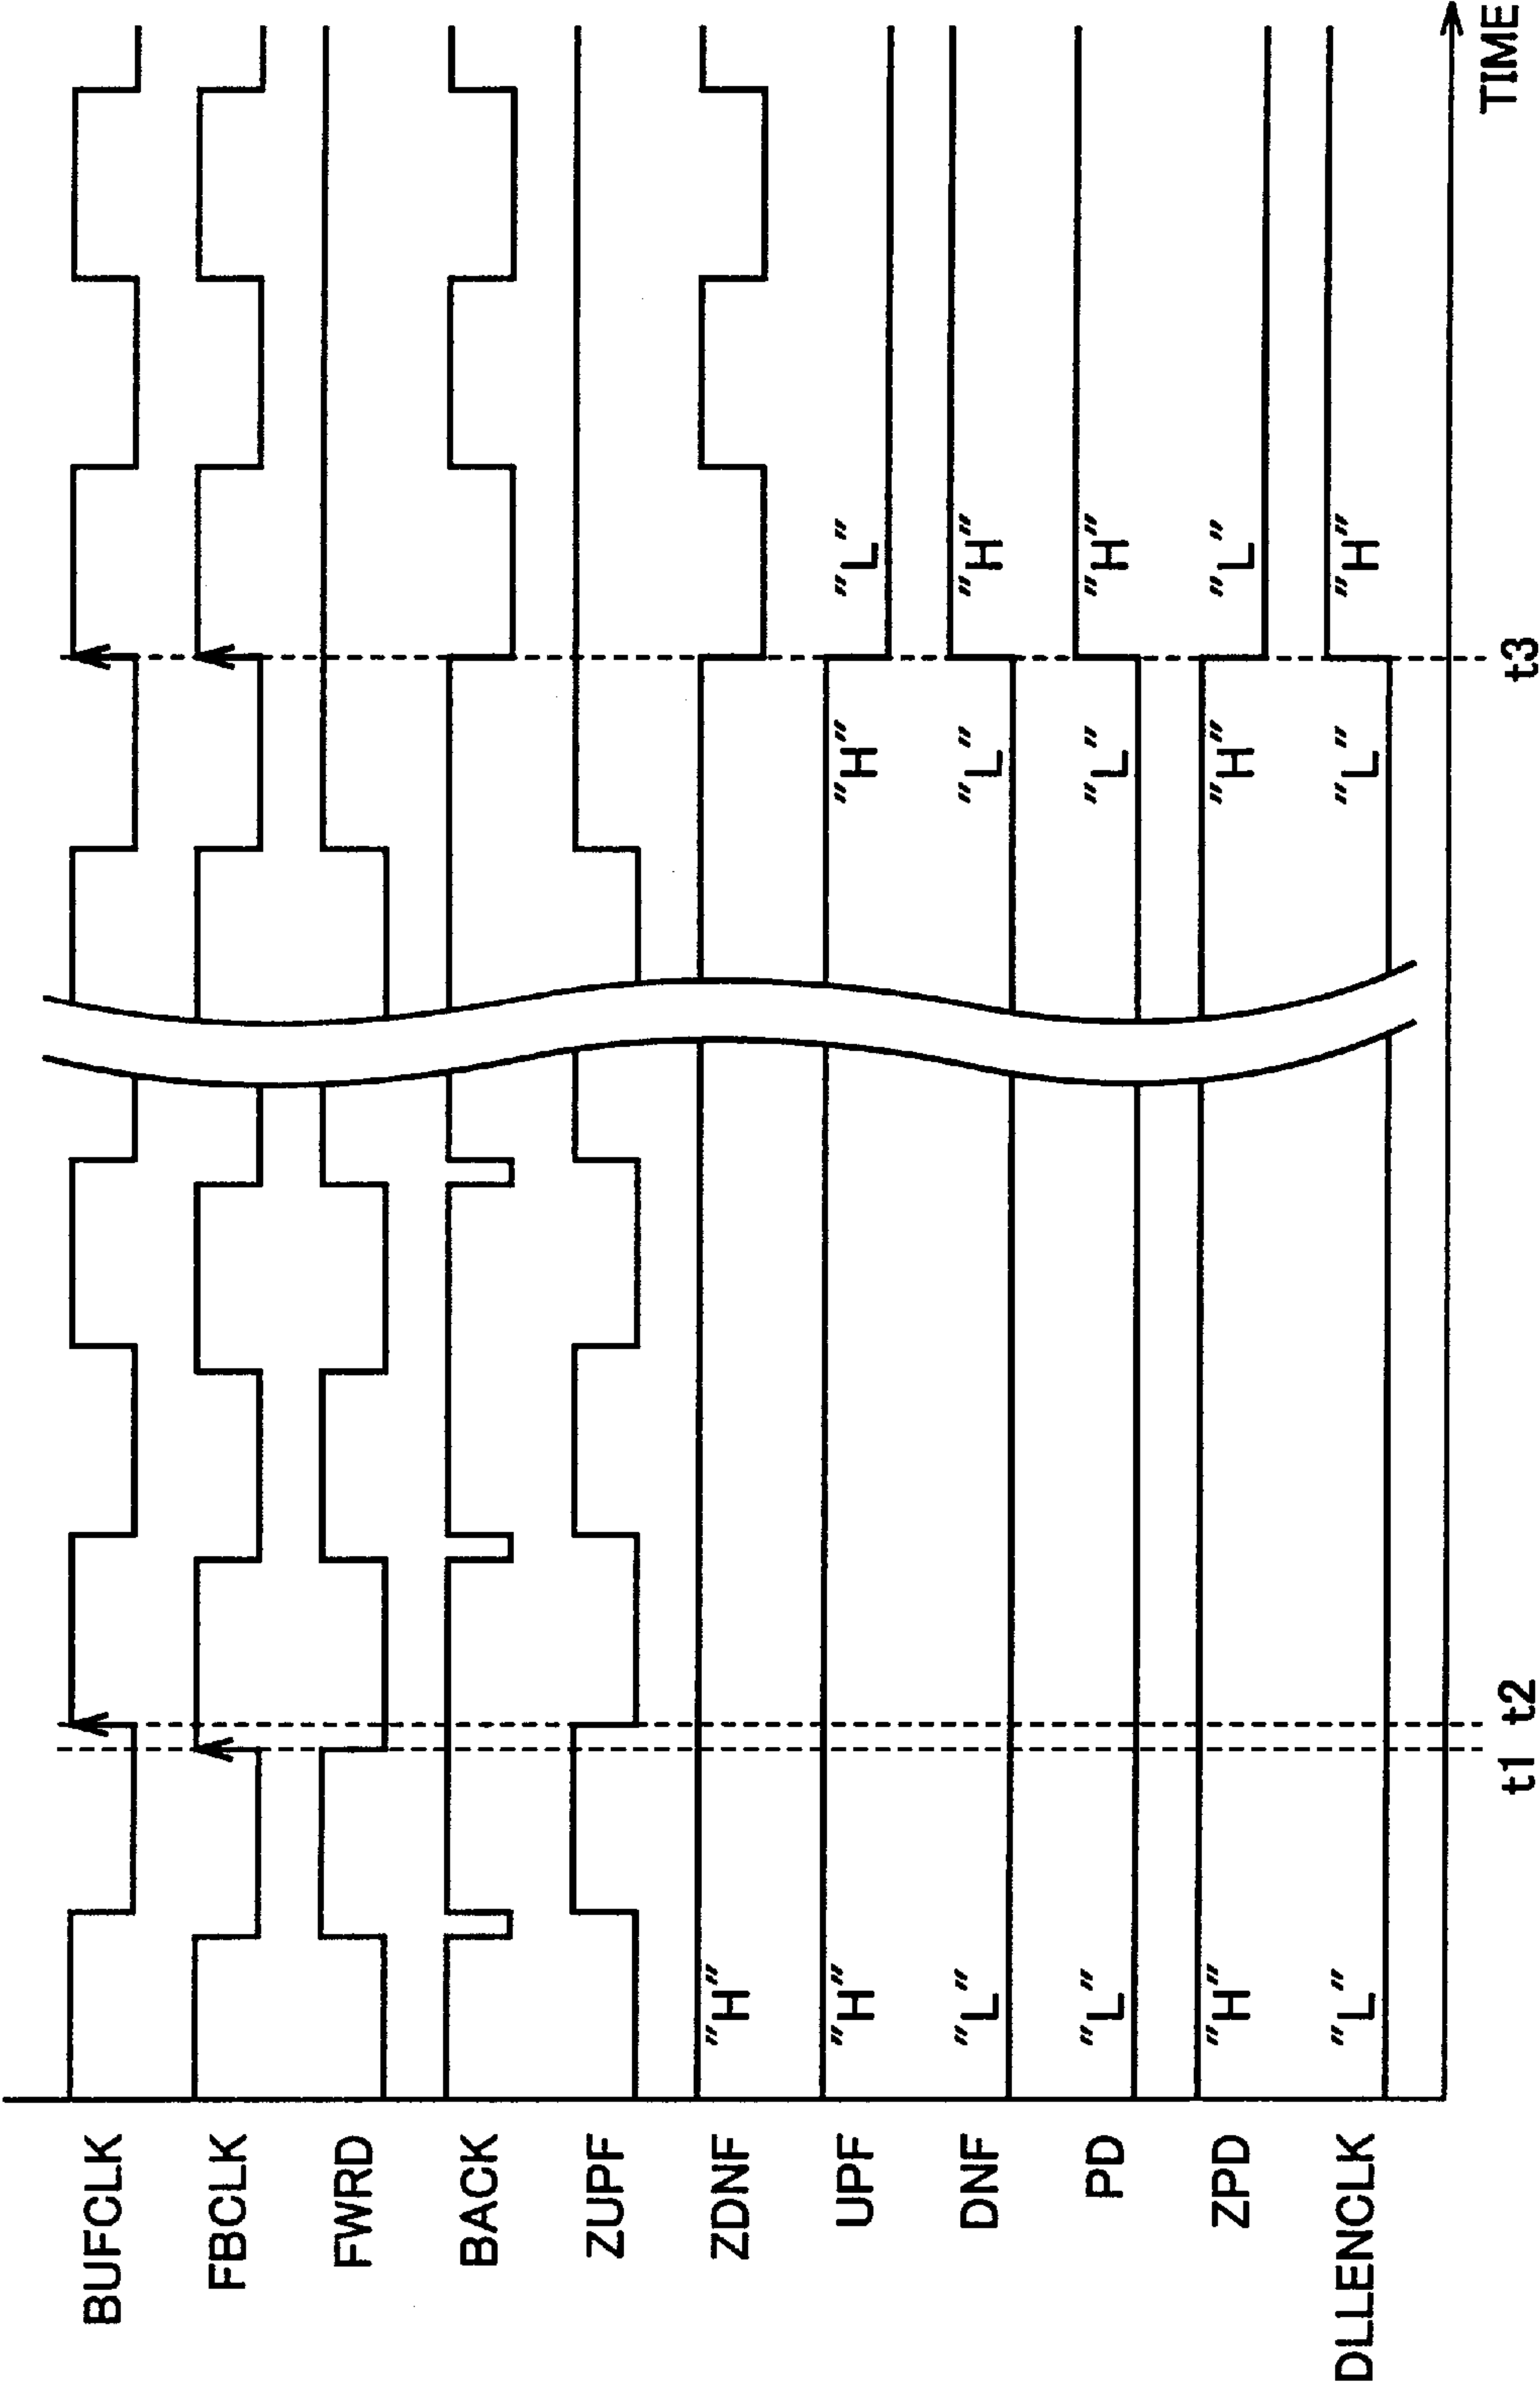 BUFCLK
FBCLK
FWRD
BACK
ZUPF
ZDNF "H"
UPF "H" "H" "L"
DNF "L" "L" "H"
PD "L" "L" "H"
ZPD "H" "H" "L"
DLLENCLK "L" "L" "H"
t1 t2 t3 TIME